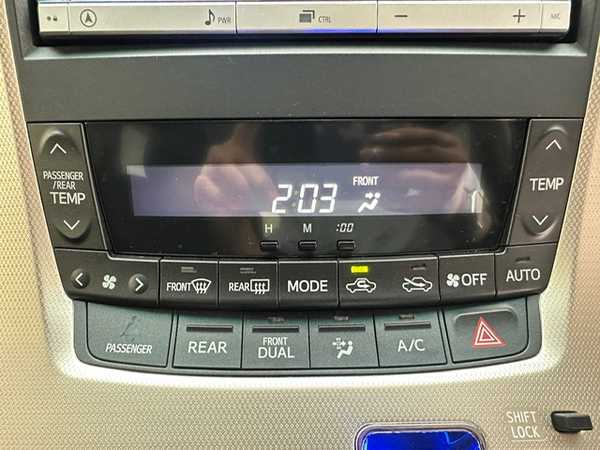 PWR CTRL − + MIC
PASSENGER
/REAR
TEMP
FRONT
2:03
H M :00
TEMP
FRONT REAR MODE OFF AUTO
PASSENGER REAR FRONT
DUAL A/C
SHIFT
LOCK